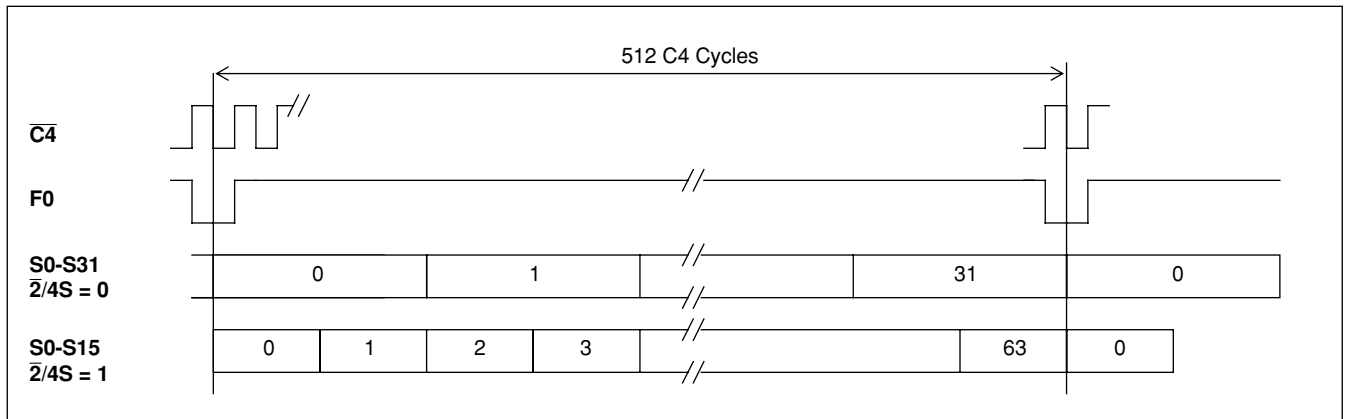 512 C4 Cycles
C̅4̅
F0
S0-S31
2̅/4S = 0
0 1 31 0
S0-S15
2̅/4S = 1
0 1 2 3 63 0